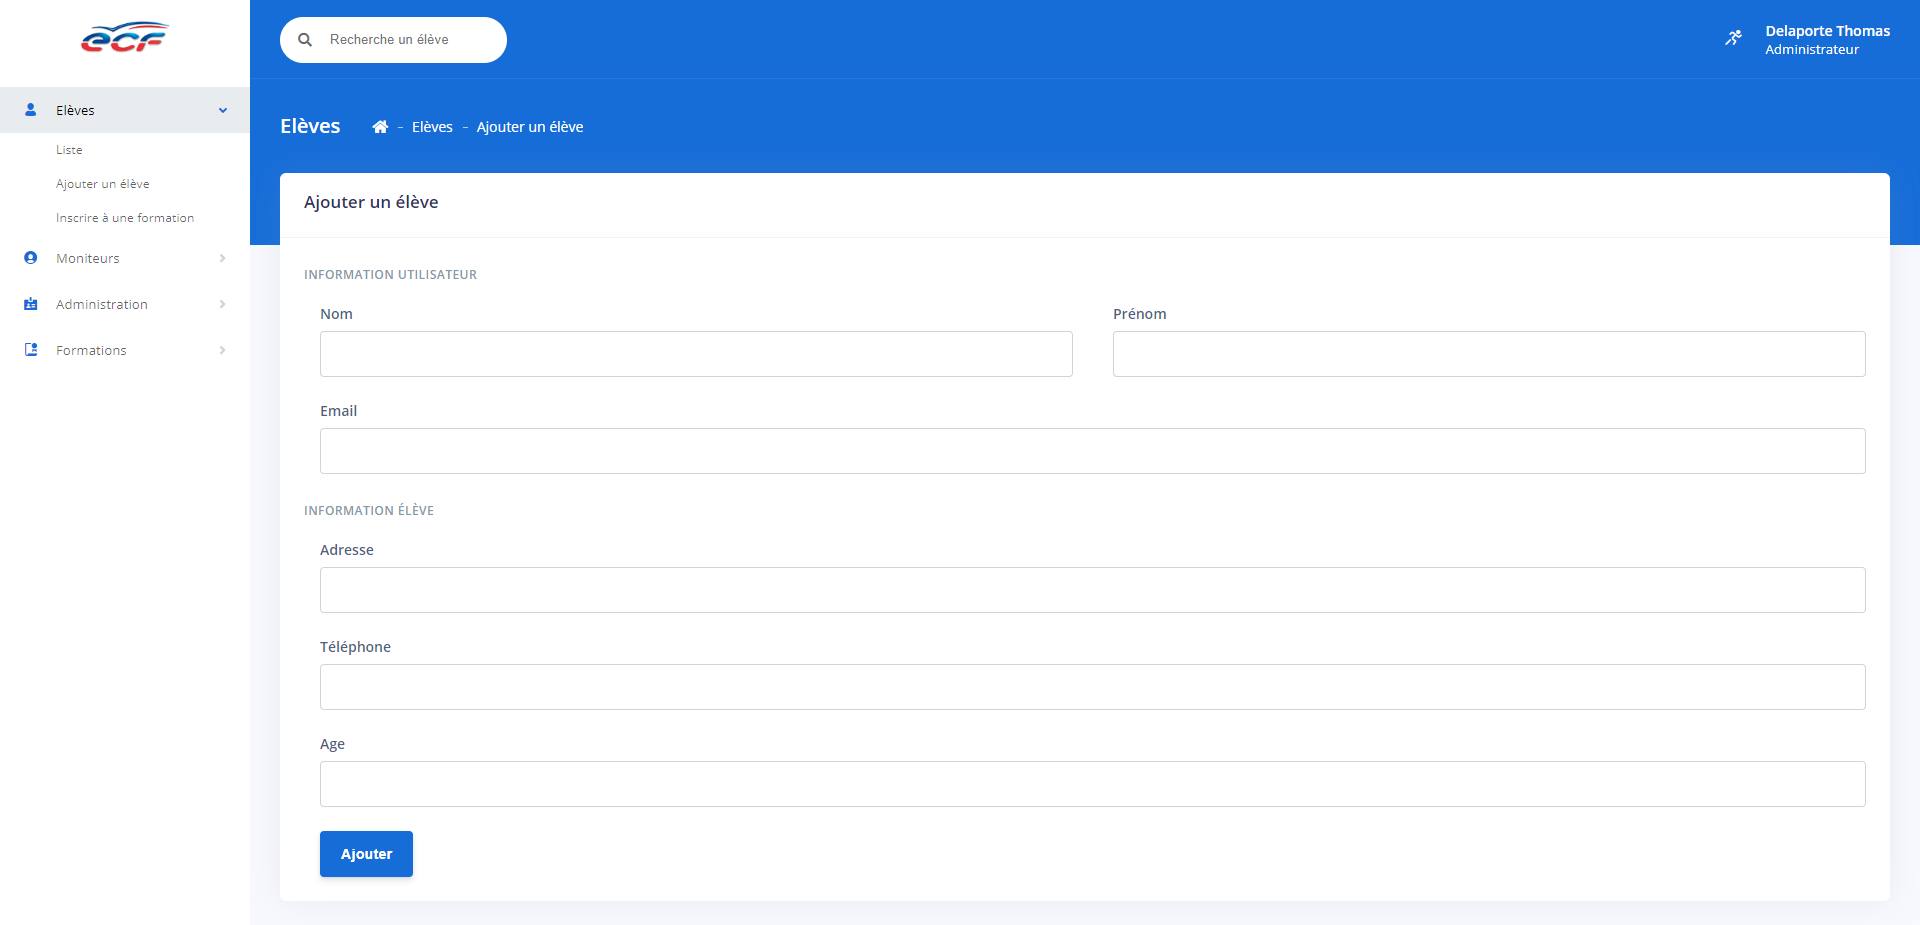 ecf
Recherche un élève
Delaporte Thomas
Administrateur
Elèves
Liste
Ajouter un élève
Inscrire à une formation
Moniteurs
Administration
Formations
Elèves
- Elèves - Ajouter un élève
Ajouter un élève
INFORMATION UTILISATEUR
Nom
Prénom
Email
INFORMATION ÉLÈVE
Adresse
Téléphone
Age
Ajouter